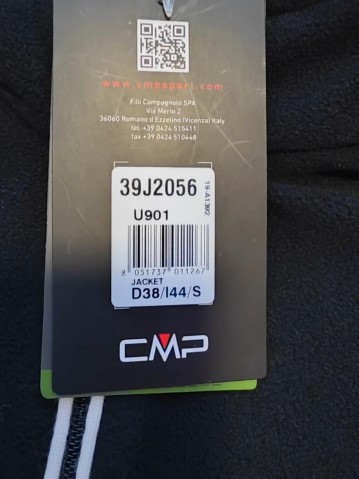 www.cmpsport.com
F.lli Campagnolo SPA
Via Merlo 2
36060 Romano d'Ezzelino (Vicenza) Italy
tel. +39 0424 515411
fax +39 0424 510448
39J2056
19-A1392
U901
8 051737 011267
JACKET
D38/I44/S
CMP